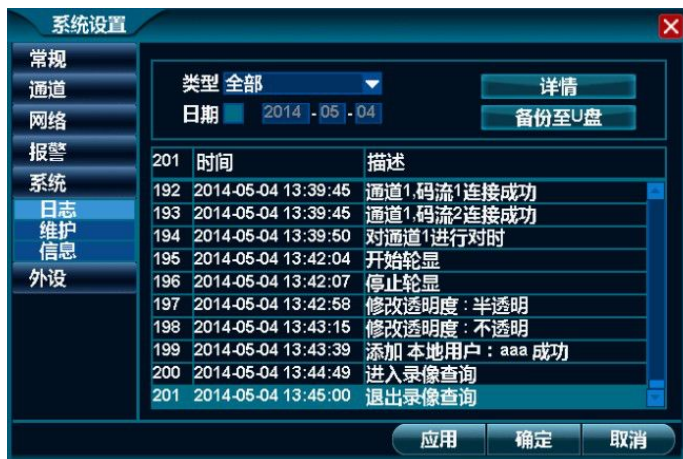 系统设置
常规
通道
网络
报警
系统
日志
维护
信息
外设
类型 全部
详情
日期 2014 - 05 - 04
备份至U盘
201 时间 描述
192 2014-05-04 13:39:45 通道1,码流1连接成功
193 2014-05-04 13:39:45 通道1,码流2连接成功
194 2014-05-04 13:39:50 对通道1进行对时
195 2014-05-04 13:42:04 开始轮显
196 2014-05-04 13:42:07 停止轮显
197 2014-05-04 13:42:58 修改透明度 : 半透明
198 2014-05-04 13:43:15 修改透明度 : 不透明
199 2014-05-04 13:43:39 添加 本地用户 : aaa 成功
200 2014-05-04 13:44:49 进入录像查询
201 2014-05-04 13:45:00 退出录像查询
应用 确定 取消